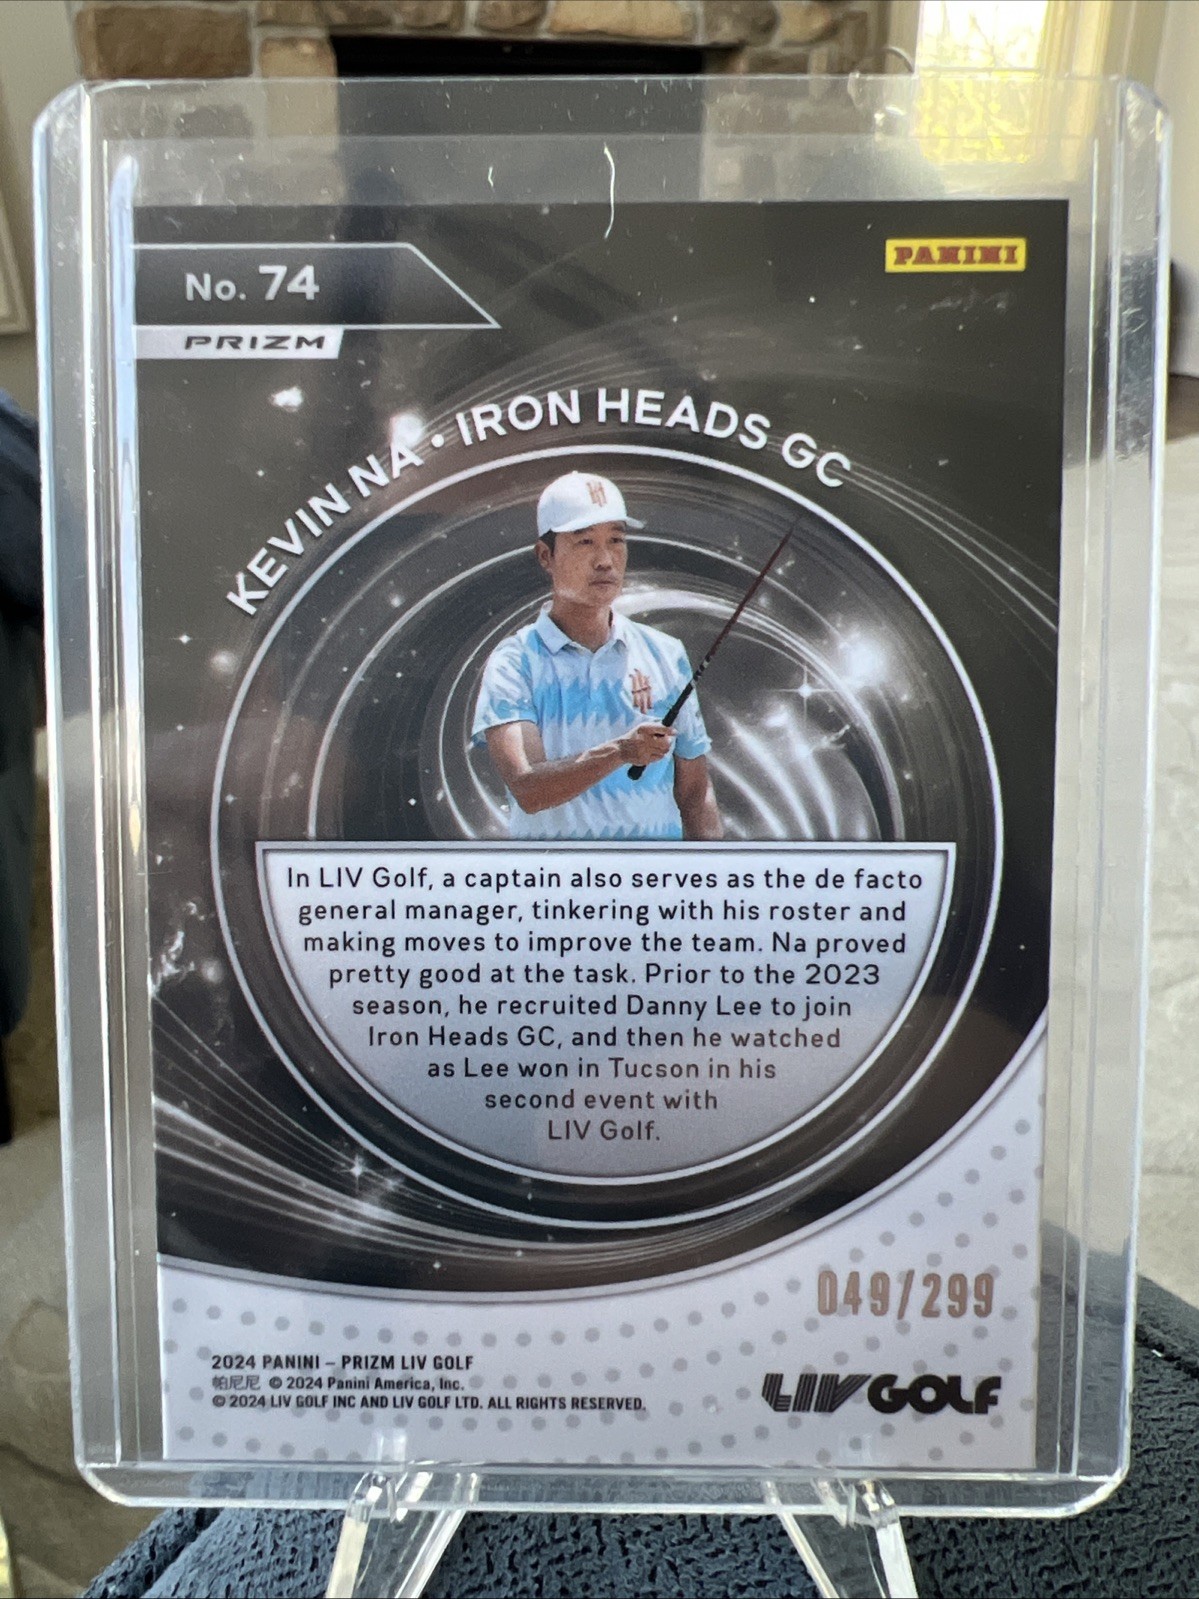 No. 74
PANINI
PRIZM
KEVIN NA • IRON HEADS GC
In LIV Golf, a captain also serves as the de facto
general manager, tinkering with his roster and
making moves to improve the team. Na proved
pretty good at the task. Prior to the 2023
season, he recruited Danny Lee to join
Iron Heads GC, and then he watched
as Lee won in Tucson in his
second event with
LIV Golf.
049/299
2024 PANINI – PRIZM LIV GOLF
帕尼尼 © 2024 Panini America, Inc.
© 2024 LIV GOLF INC AND LIV GOLF LTD. ALL RIGHTS RESERVED.
LIV GOLF